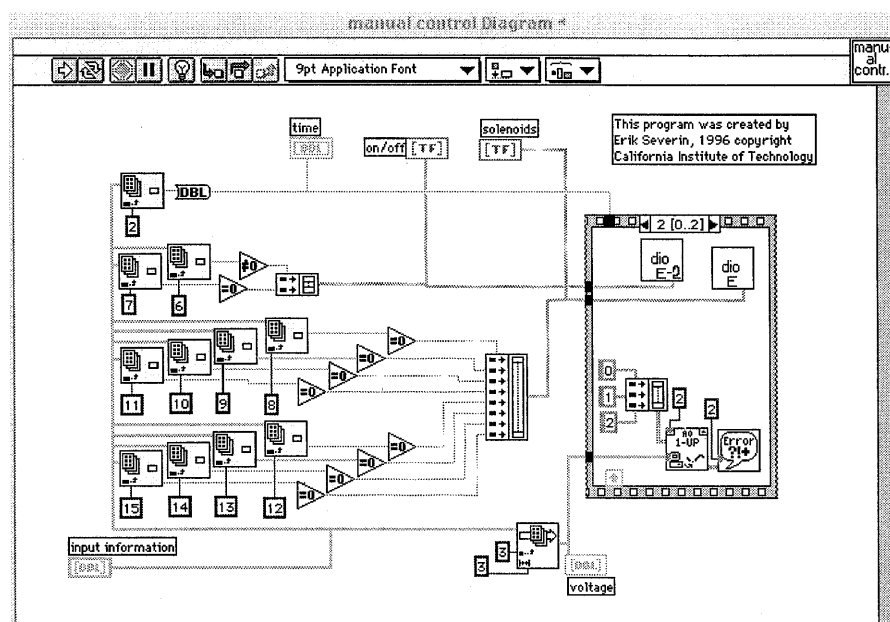 manual control Diagram *
manu-
al
contr.
9pt Application Font
time
[DBL]
on/off
[TF]
solenoids
[TF]
This program was created by
Erik Severin, 1996 copyright
California Institute of Technology
DBL
2
2 [0..2]
dio
E-2
dio
E
7
6
≠0
=0
11
10
9
8
=0
=0
=0
=0
0
1
2
2
2
AO
1-UP
Error
?!+
15
14
13
12
=0
=0
=0
=0
input information
[DBL]
3
3
[DBL]
voltage